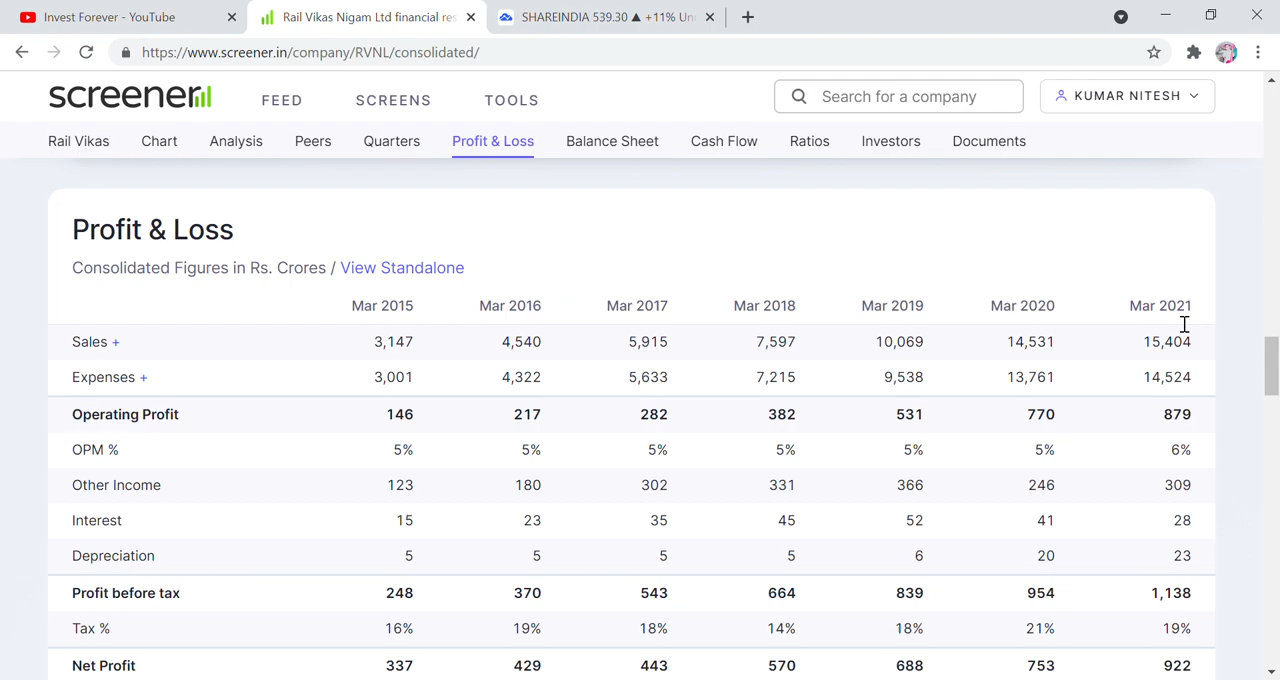 Invest Forever - YouTube
Rail Vikas Nigam Ltd financial res
SHAREINDIA 539.30 ▲ +11% Un
https://www.screener.in/company/RVNL/consolidated/
screener
FEED SCREENS TOOLS
Search for a company
KUMAR NITESH
Rail Vikas Chart Analysis Peers Quarters Profit & Loss Balance Sheet Cash Flow Ratios Investors Documents
Profit & Loss
Consolidated Figures in Rs. Crores / View Standalone
Mar 2015 Mar 2016 Mar 2017 Mar 2018 Mar 2019 Mar 2020 Mar 2021
Sales + 3,147 4,540 5,915 7,597 10,069 14,531 15,404
Expenses + 3,001 4,322 5,633 7,215 9,538 13,761 14,524
Operating Profit 146 217 282 382 531 770 879
OPM % 5% 5% 5% 5% 5% 5% 6%
Other Income 123 180 302 331 366 246 309
Interest 15 23 35 45 52 41 28
Depreciation 5 5 5 5 6 20 23
Profit before tax 248 370 543 664 839 954 1,138
Tax % 16% 19% 18% 14% 18% 21% 19%
Net Profit 337 429 443 570 688 753 922